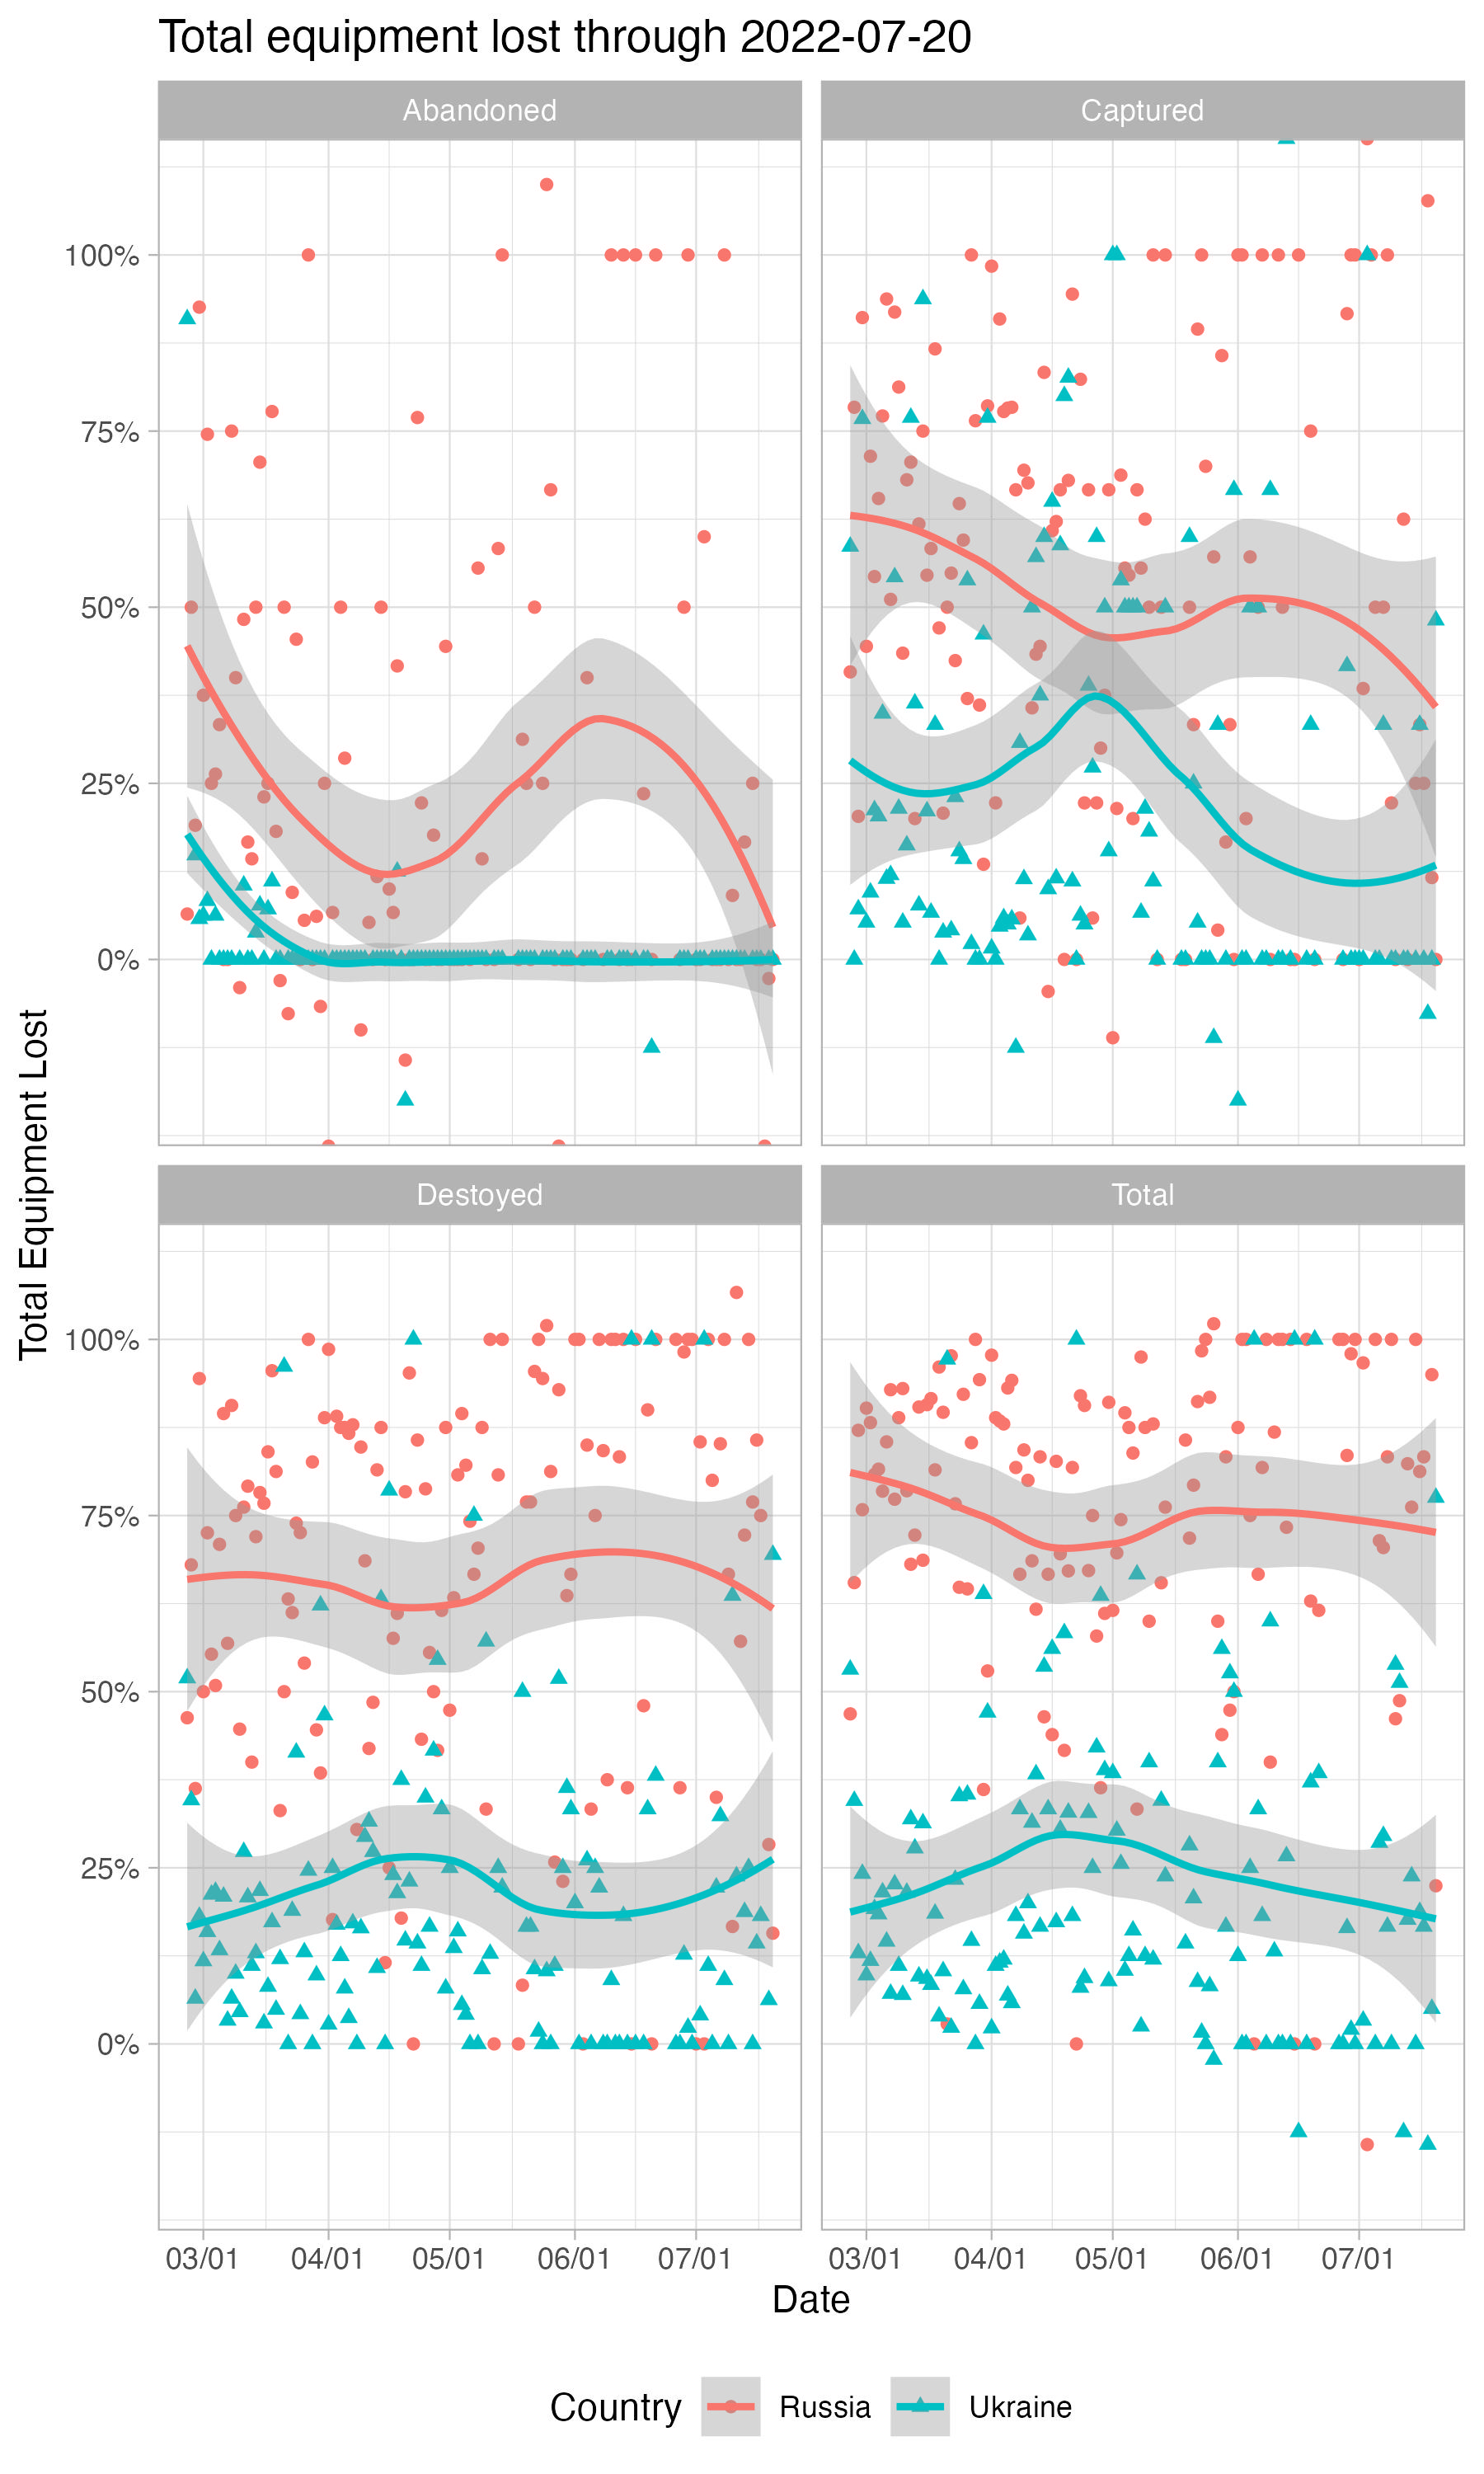 Total equipment lost through 2022-07-20
Abandoned
Captured
100%
75%
50%
25%
0%
Total Equipment Lost
Destoyed
Total
100%
75%
50%
25%
0%
03/01 04/01 05/01 06/01 07/01
03/01 04/01 05/01 06/01 07/01
Date
Country Russia Ukraine